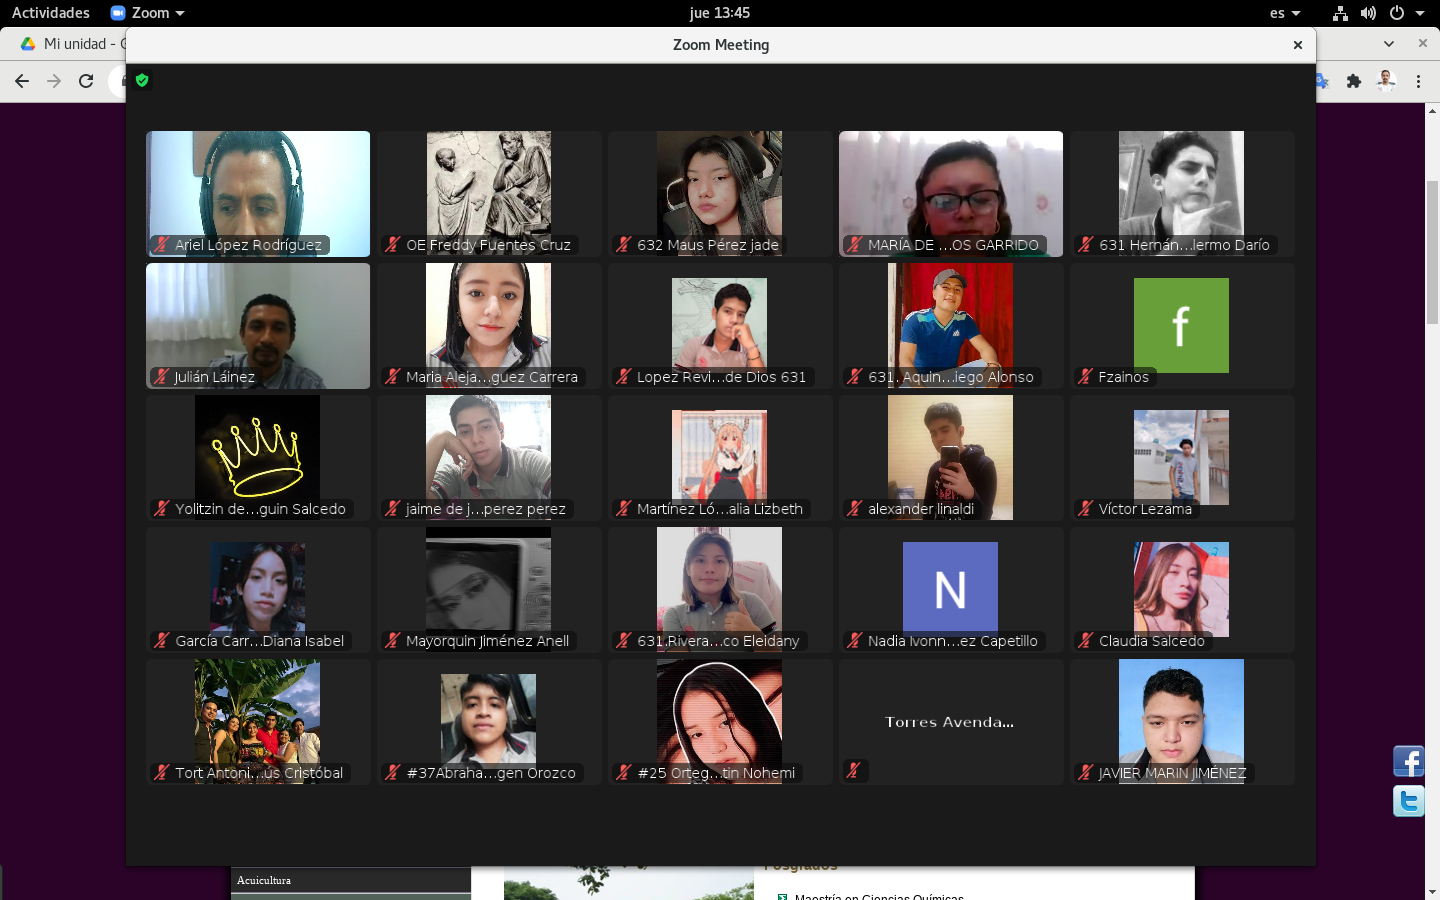 Actividades Zoom jue 13:45 es
Mi unidad - G
Zoom Meeting
Ariel López Rodríguez
OE Freddy Fuentes Cruz
632 Maus Pérez jade
MARÍA DE ...OS GARRIDO
631 Hernán...lermo Darío
Julián Láinez
Maria Aleja...guez Carrera
Lopez Revi...de Dios 631
631. Aquin...iego Alonso
f
Fzainos
Yolitzin de...guin Salcedo
jaime de j...perez perez
Martínez Ló...alia Lizbeth
alexander linaldi
Víctor Lezama
García Carr...Diana Isabel
Mayorquin Jiménez Anell
631.Rivera...co Eleidany
N
Nadia Ivonn...ez Capetillo
Claudia Salcedo
Tort Antoni...ús Cristóbal
#37Abraha...gen Orozco
#25 Orteg...tin Nohemi
Torres Avenda...
JAVIER MARIN JIMÉNEZ
Posgrados
Acuicultura
Maestría en Ciencias Químicas